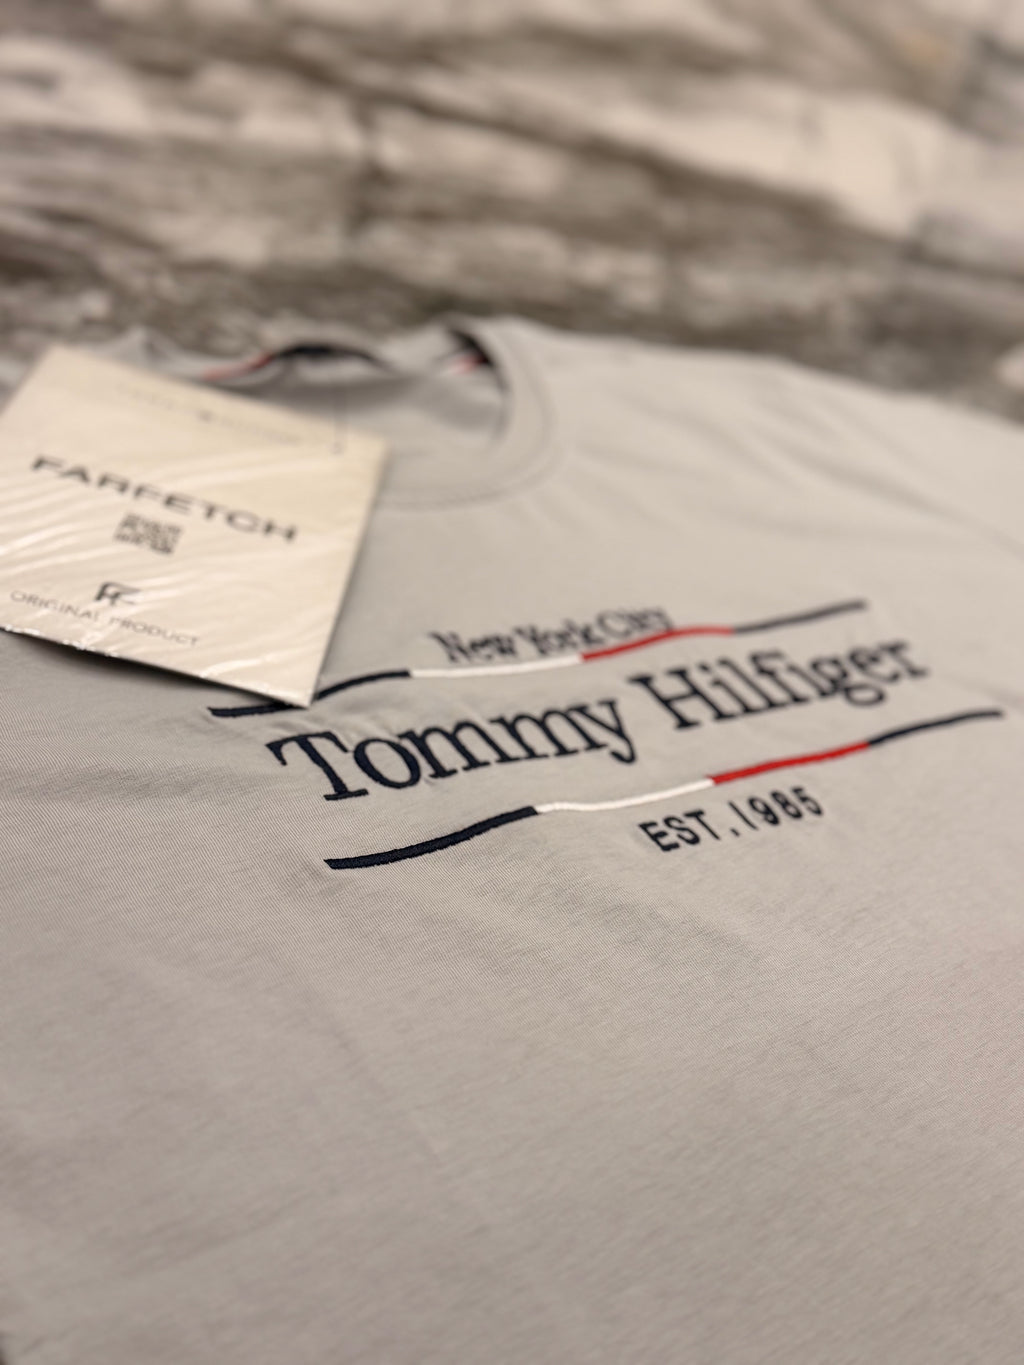 FARFETCH
ORIGINAL PRODUCT
New York City
Tommy Hilfiger
EST. 1985